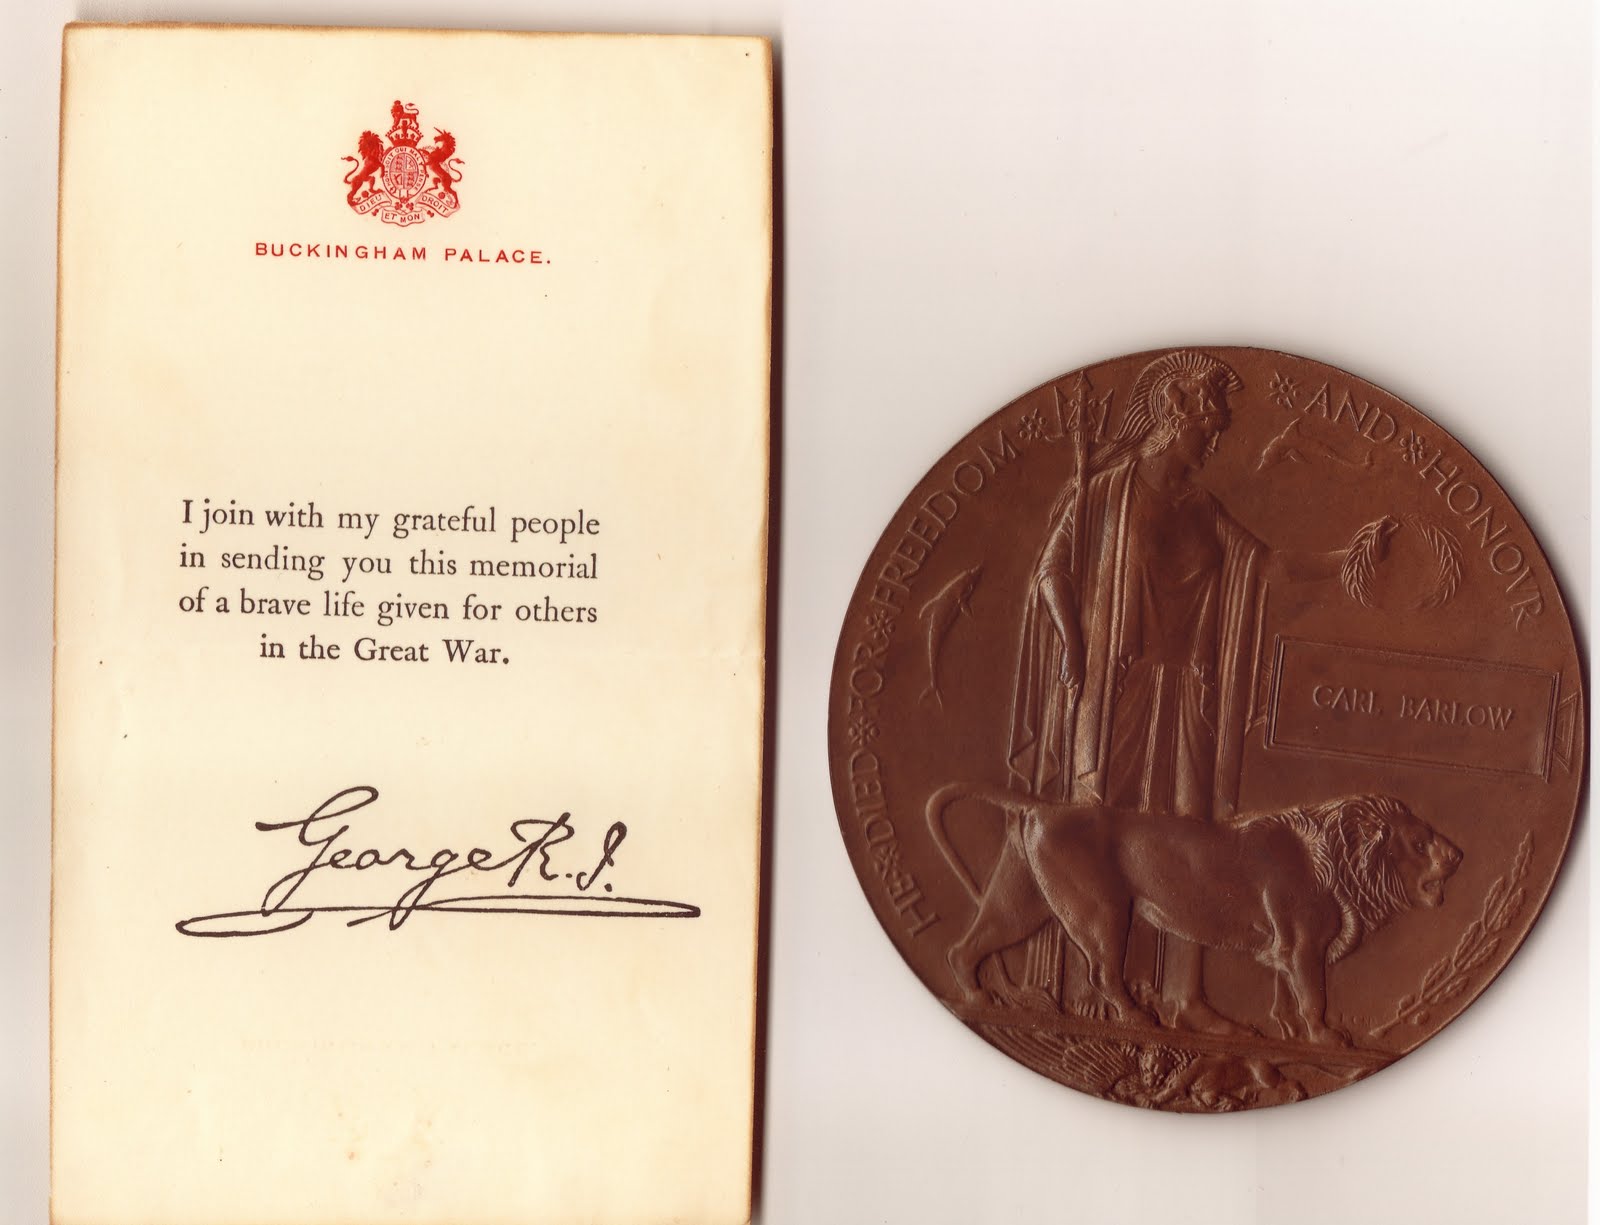 DIEU ET MON DROIT
BUCKINGHAM PALACE.
I join with my grateful people
in sending you this memorial
of a brave life given for others
in the Great War.
George R.I.
HE DIED FOR FREEDOM AND HONOVR
CARL BARLOW